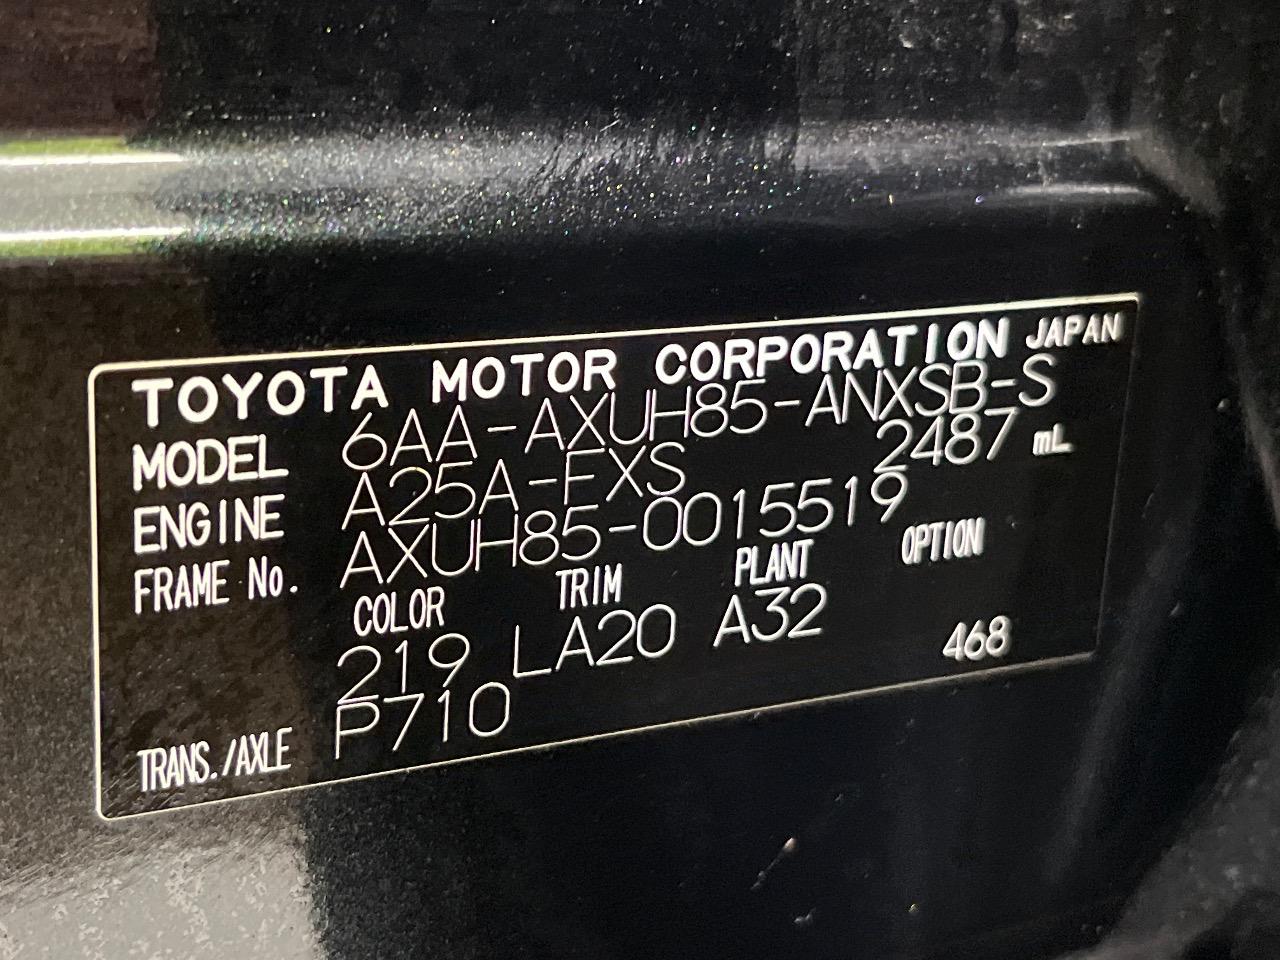 TOYOTA MOTOR CORPORATION JAPAN
MODEL 6AA-AXUH85-ANXSB-S
ENGINE A25A-FXS 2487 mL
FRAME No. AXUH85-0015519
COLOR TRIM PLANT OPTION
219 LA20 A32 468
TRANS./AXLE P710